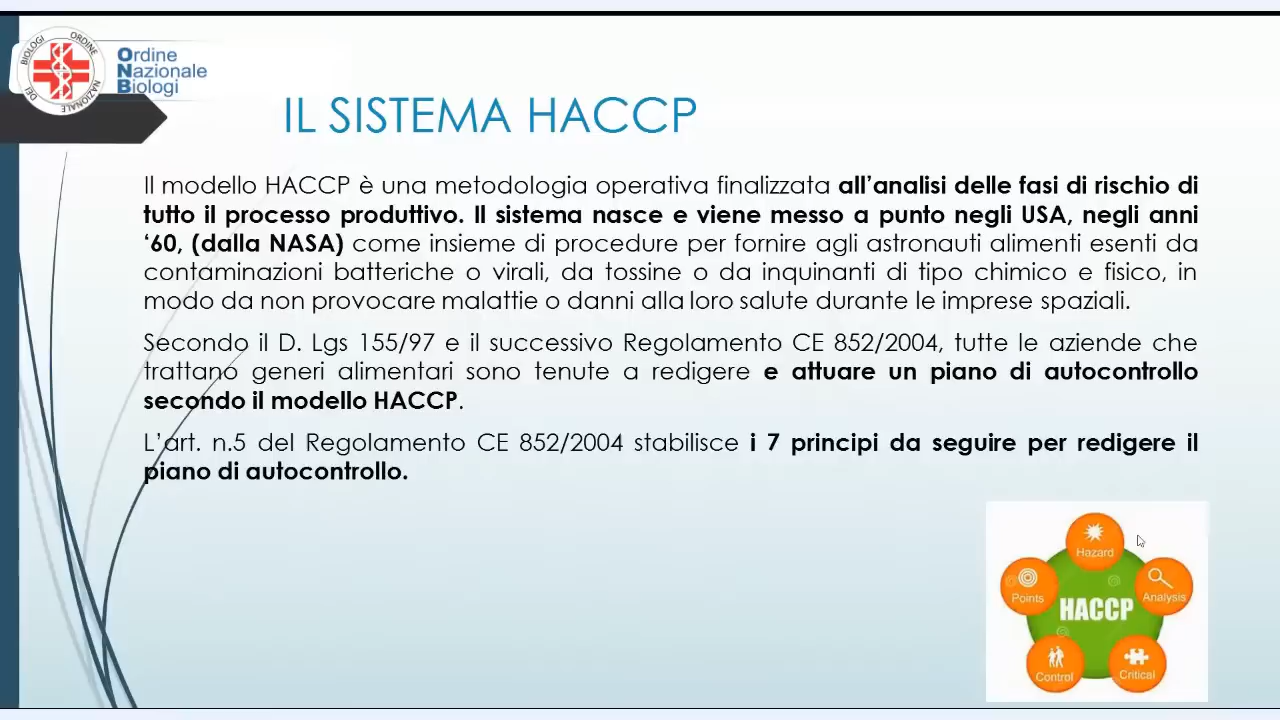 ORDINE NAZIONALE DEI BIOLOGI
Ordine
Nazionale
Biologi
IL SISTEMA HACCP
Il modello HACCP è una metodologia operativa finalizzata all’analisi delle fasi di rischio di
tutto il processo produttivo. Il sistema nasce e viene messo a punto negli USA, negli anni
‘60, (dalla NASA) come insieme di procedure per fornire agli astronauti alimenti esenti da
contaminazioni batteriche o virali, da tossine o da inquinanti di tipo chimico e fisico, in
modo da non provocare malattie o danni alla loro salute durante le imprese spaziali.
Secondo il D. Lgs 155/97 e il successivo Regolamento CE 852/2004, tutte le aziende che
trattano generi alimentari sono tenute a redigere e attuare un piano di autocontrollo
secondo il modello HACCP.
L’art. n.5 del Regolamento CE 852/2004 stabilisce i 7 principi da seguire per redigere il
piano di autocontrollo.
Hazard
Points
Analysis
HACCP
Control
Critical